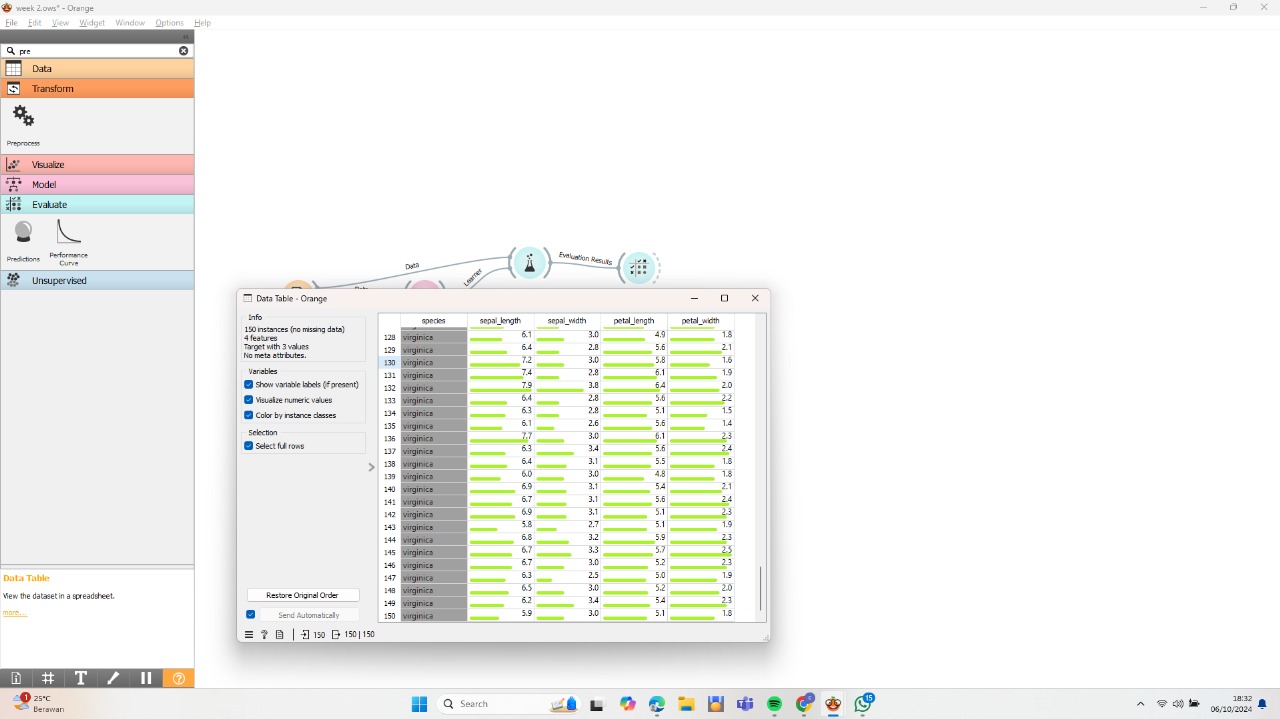 week 2.ows* - Orange
File Edit View Widget Window Options Help
pre
Data
Transform
Preprocess
Visualize
Model
Evaluate
Predictions
Performance
Curve
Unsupervised
Data
Learner
Evaluation Results
Data Table - Orange
Info
150 instances (no missing data)
4 features
Target with 3 values
No meta attributes.
Variables
Show variable labels (if present)
Visualize numeric values
Color by instance classes
Selection
Select full rows
Restore Original Order
Send Automatically
150 150 | 150
species sepal_length sepal_width petal_length petal_width
128 virginica 6.1 3.0 4.9 1.8
129 virginica 6.4 2.8 5.6 2.1
130 virginica 7.2 3.0 5.8 1.6
131 virginica 7.4 2.8 6.1 1.9
132 virginica 7.9 3.8 6.4 2.0
133 virginica 6.4 2.8 5.6 2.2
134 virginica 6.3 2.8 5.1 1.5
135 virginica 6.1 2.6 5.6 1.4
136 virginica 7.7 3.0 6.1 2.3
137 virginica 6.3 3.4 5.6 2.4
138 virginica 6.4 3.1 5.5 1.8
139 virginica 6.0 3.0 4.8 1.8
140 virginica 6.9 3.1 5.4 2.1
141 virginica 6.7 3.1 5.6 2.4
142 virginica 6.9 3.1 5.1 2.3
143 virginica 5.8 2.7 5.1 1.9
144 virginica 6.8 3.2 5.9 2.3
145 virginica 6.7 3.3 5.7 2.5
146 virginica 6.7 3.0 5.2 2.3
147 virginica 6.3 2.5 5.0 1.9
148 virginica 6.5 3.0 5.2 2.0
149 virginica 6.2 3.4 5.4 2.3
150 virginica 5.9 3.0 5.1 1.8
Data Table
View the dataset in a spreadsheet.
more...
1
25°C
Berawan
Search
15
18:32
06/10/2024